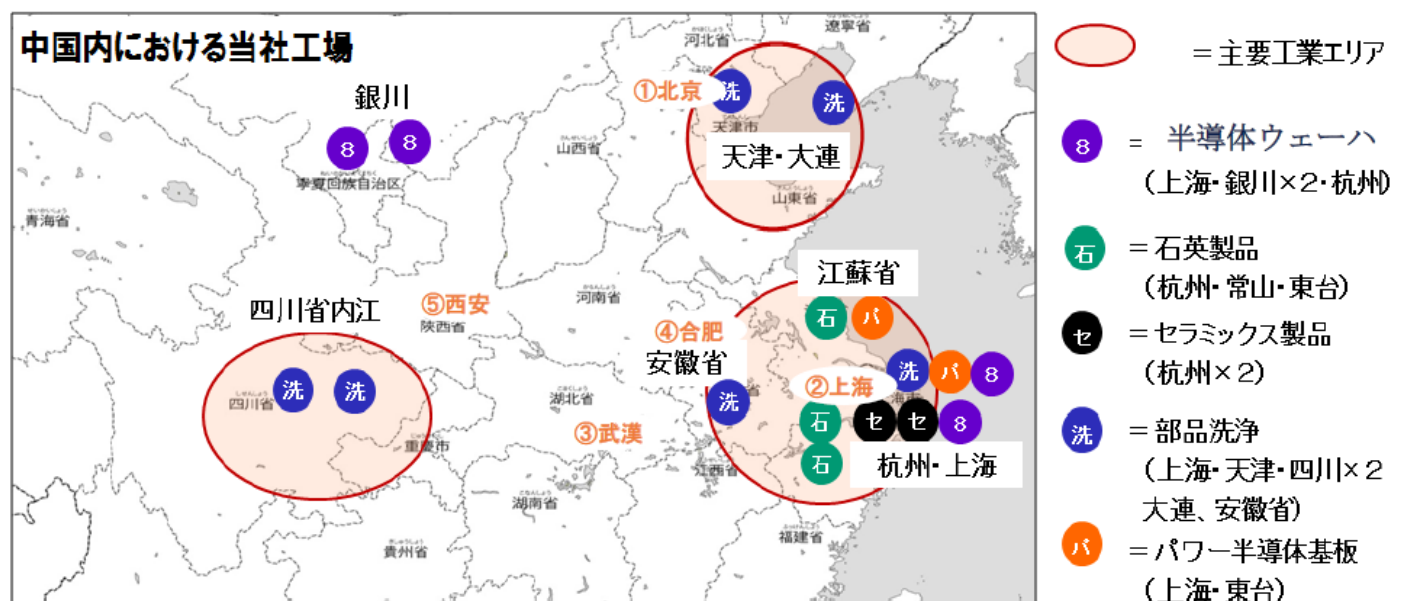 中国内における当社工場
銀川
8
8
寧夏回族自治区
青海省
山西省
河北省
遼寧省
①北京
洗
洗
天津市
天津・大連
山東省
江蘇省
石
パ
河南省
⑤西安
陝西省
④合肥
安徽省
洗
②上海
洗
パ
8
石
セ
セ
8
石
杭州・上海
四川省内江
四川省
洗
洗
重慶市
湖北省
③武漢
江西省
湖南省
貴州省
福建省
=主要工業エリア
8
= 半導体ウェーハ
(上海・銀川×2・杭州)
石
=石英製品
(杭州・常山・東台)
セ
=セラミックス製品
(杭州×2)
洗
=部品洗浄
(上海・天津・四川×2
大連、安徽省)
パ
=パワー半導体基板
(上海・東台)